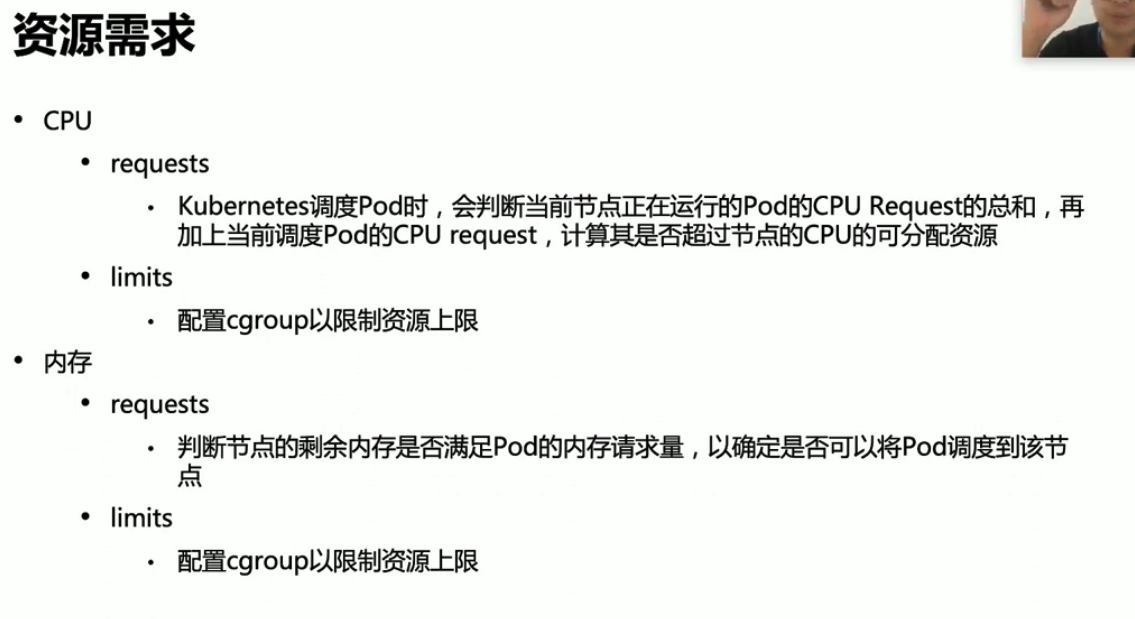 资源需求
• CPU
• requests
• Kubernetes调度Pod时，会判断当前节点正在运行的Pod的CPU Request的总和，再
加上当前调度Pod的CPU request，计算其是否超过节点的CPU的可分配资源
• limits
• 配置cgroup以限制资源上限
• 内存
• requests
• 判断节点的剩余内存是否满足Pod的内存请求量，以确定是否可以将Pod调度到该节
点
• limits
• 配置cgroup以限制资源上限